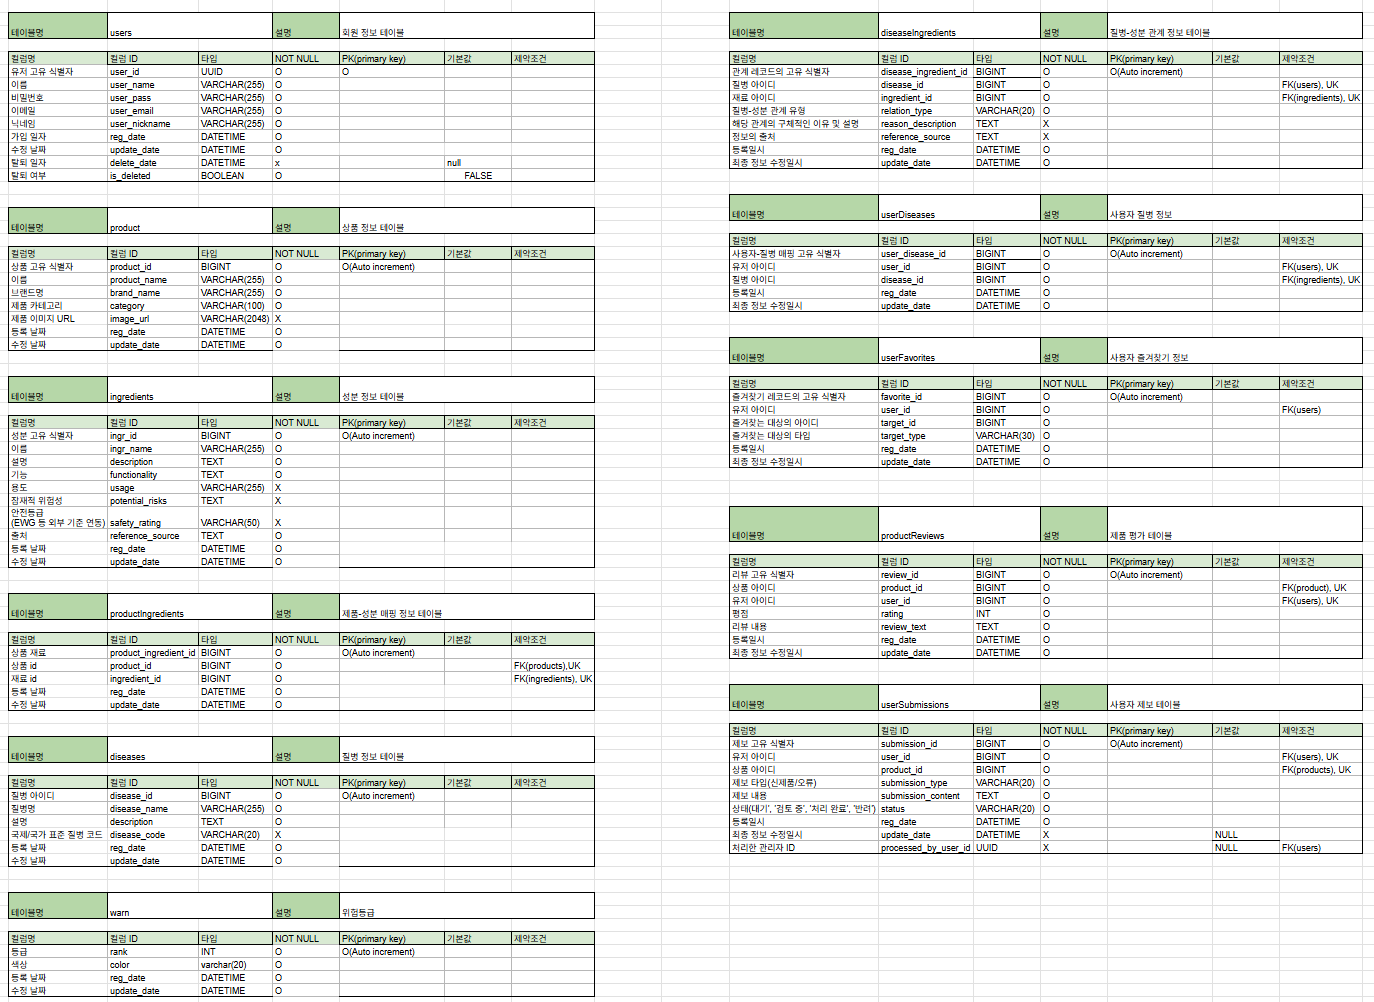 테이블명 users 설명 회원 정보 테이블
컬럼명 컬럼 ID 타입 NOT NULL PK(primary key) 기본값 제약조건
유저 고유 식별자 user_id UUID O O
이름 user_name VARCHAR(255) O
비밀번호 user_pass VARCHAR(255) O
이메일 user_email VARCHAR(255) O
닉네임 user_nickname VARCHAR(255) O
가입 일자 reg_date DATETIME O
수정 날짜 update_date DATETIME O
탈퇴 일자 delete_date DATETIME x null
탈퇴 여부 is_deleted BOOLEAN O FALSE
테이블명 product 설명 상품 정보 테이블
컬럼명 컬럼 ID 타입 NOT NULL PK(primary key) 기본값 제약조건
상품 고유 식별자 product_id BIGINT O O(Auto increment)
이름 product_name VARCHAR(255) O
브랜드명 brand_name VARCHAR(255) O
제품 카테고리 category VARCHAR(100) O
제품 이미지 URL image_url VARCHAR(2048) X
등록 날짜 reg_date DATETIME O
수정 날짜 update_date DATETIME O
테이블명 ingredients 설명 성분 정보 테이블
컬럼명 컬럼 ID 타입 NOT NULL PK(primary key) 기본값 제약조건
성분 고유 식별자 ingr_id BIGINT O O(Auto increment)
이름 ingr_name VARCHAR(255) O
설명 description TEXT O
기능 functionality TEXT O
용도 usage VARCHAR(255) X
잠재적 위험성 potential_risks TEXT X
안전등급
(EWG 등 외부 기준 연동) safety_rating VARCHAR(50) X
출처 reference_source TEXT O
등록 날짜 reg_date DATETIME O
수정 날짜 update_date DATETIME O
테이블명 productIngredients 설명 제품-성분 매핑 정보 테이블
컬럼명 컬럼 ID 타입 NOT NULL PK(primary key) 기본값 제약조건
상품 재료 product_ingredient_id BIGINT O O(Auto increment)
상품 id product_id BIGINT O FK(products),UK
재료 id ingredient_id BIGINT O FK(ingredients), UK
등록 날짜 reg_date DATETIME O
수정 날짜 update_date DATETIME O
테이블명 diseases 설명 질병 정보 테이블
컬럼명 컬럼 ID 타입 NOT NULL PK(primary key) 기본값 제약조건
질병 아이디 disease_id BIGINT O O(Auto increment)
질병명 disease_name VARCHAR(255) O
설명 description TEXT O
국제/국가 표준 질병 코드 disease_code VARCHAR(20) X
등록 날짜 reg_date DATETIME O
수정 날짜 update_date DATETIME O
테이블명 warn 설명 위험등급
컬럼명 컬럼 ID 타입 NOT NULL PK(primary key) 기본값 제약조건
등급 rank INT O O(Auto increment)
색상 color varchar(20) O
등록 날짜 reg_date DATETIME O
수정 날짜 update_date DATETIME O
테이블명 diseaseIngredients 설명 질병-성분 관계 정보 테이블
컬럼명 컬럼 ID 타입 NOT NULL PK(primary key) 기본값 제약조건
관계 레코드의 고유 식별자 disease_ingredient_id BIGINT O O(Auto increment)
질병 아이디 disease_id BIGINT O FK(users), UK
재료 아이디 ingredient_id BIGINT O FK(ingredients), UK
질병-성분 관계 유형 relation_type VARCHAR(20) O
해당 관계의 구체적인 이유 및 설명 reason_description TEXT X
정보의 출처 reference_source TEXT X
등록일시 reg_date DATETIME O
최종 정보 수정일시 update_date DATETIME O
테이블명 userDiseases 설명 사용자 질병 정보
컬럼명 컬럼 ID 타입 NOT NULL PK(primary key) 기본값 제약조건
사용자-질병 매핑 고유 식별자 user_disease_id BIGINT O O(Auto increment)
유저 아이디 user_id BIGINT O FK(users), UK
질병 아이디 disease_id BIGINT O FK(ingredients), UK
등록일시 reg_date DATETIME O
최종 정보 수정일시 update_date DATETIME O
테이블명 userFavorites 설명 사용자 즐겨찾기 정보
컬럼명 컬럼 ID 타입 NOT NULL PK(primary key) 기본값 제약조건
즐겨찾기 레코드의 고유 식별자 favorite_id BIGINT O O(Auto increment)
유저 아이디 user_id BIGINT O FK(users)
즐겨찾는 대상의 아이디 target_id BIGINT O
즐겨찾는 대상의 타입 target_type VARCHAR(30) O
등록일시 reg_date DATETIME O
최종 정보 수정일시 update_date DATETIME O
테이블명 productReviews 설명 제품 평가 테이블
컬럼명 컬럼 ID 타입 NOT NULL PK(primary key) 기본값 제약조건
리뷰 고유 식별자 review_id BIGINT O O(Auto increment)
상품 아이디 product_id BIGINT O FK(product), UK
유저 아이디 user_id BIGINT O FK(users), UK
평점 rating INT O
리뷰 내용 review_text TEXT O
등록일시 reg_date DATETIME O
최종 정보 수정일시 update_date DATETIME O
테이블명 userSubmissions 설명 사용자 제보 테이블
컬럼명 컬럼 ID 타입 NOT NULL PK(primary key) 기본값 제약조건
제보 고유 식별자 submission_id BIGINT O O(Auto increment)
유저 아이디 user_id BIGINT O FK(users), UK
상품 아이디 product_id BIGINT O FK(products), UK
제보 타입(신제품/오류) submission_type VARCHAR(20) O
제보 내용 submission_content TEXT O
상태(대기', '검토 중', '처리 완료', '반려') status VARCHAR(20) O
등록일시 reg_date DATETIME O
최종 정보 수정일시 update_date DATETIME X NULL
처리한 관리자 ID processed_by_user_id UUID X NULL FK(users)